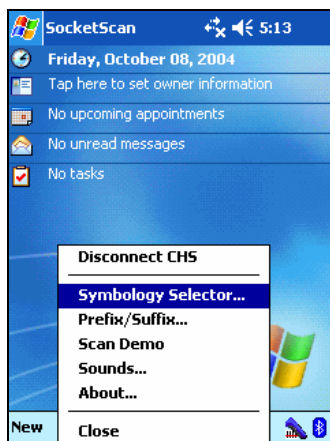 SocketScan 5:13
Friday, October 08, 2004
Tap here to set owner information
No upcoming appointments
No unread messages
No tasks
Disconnect CHS
Symbology Selector...
Prefix/Suffix...
Scan Demo
Sounds...
About...
New Close